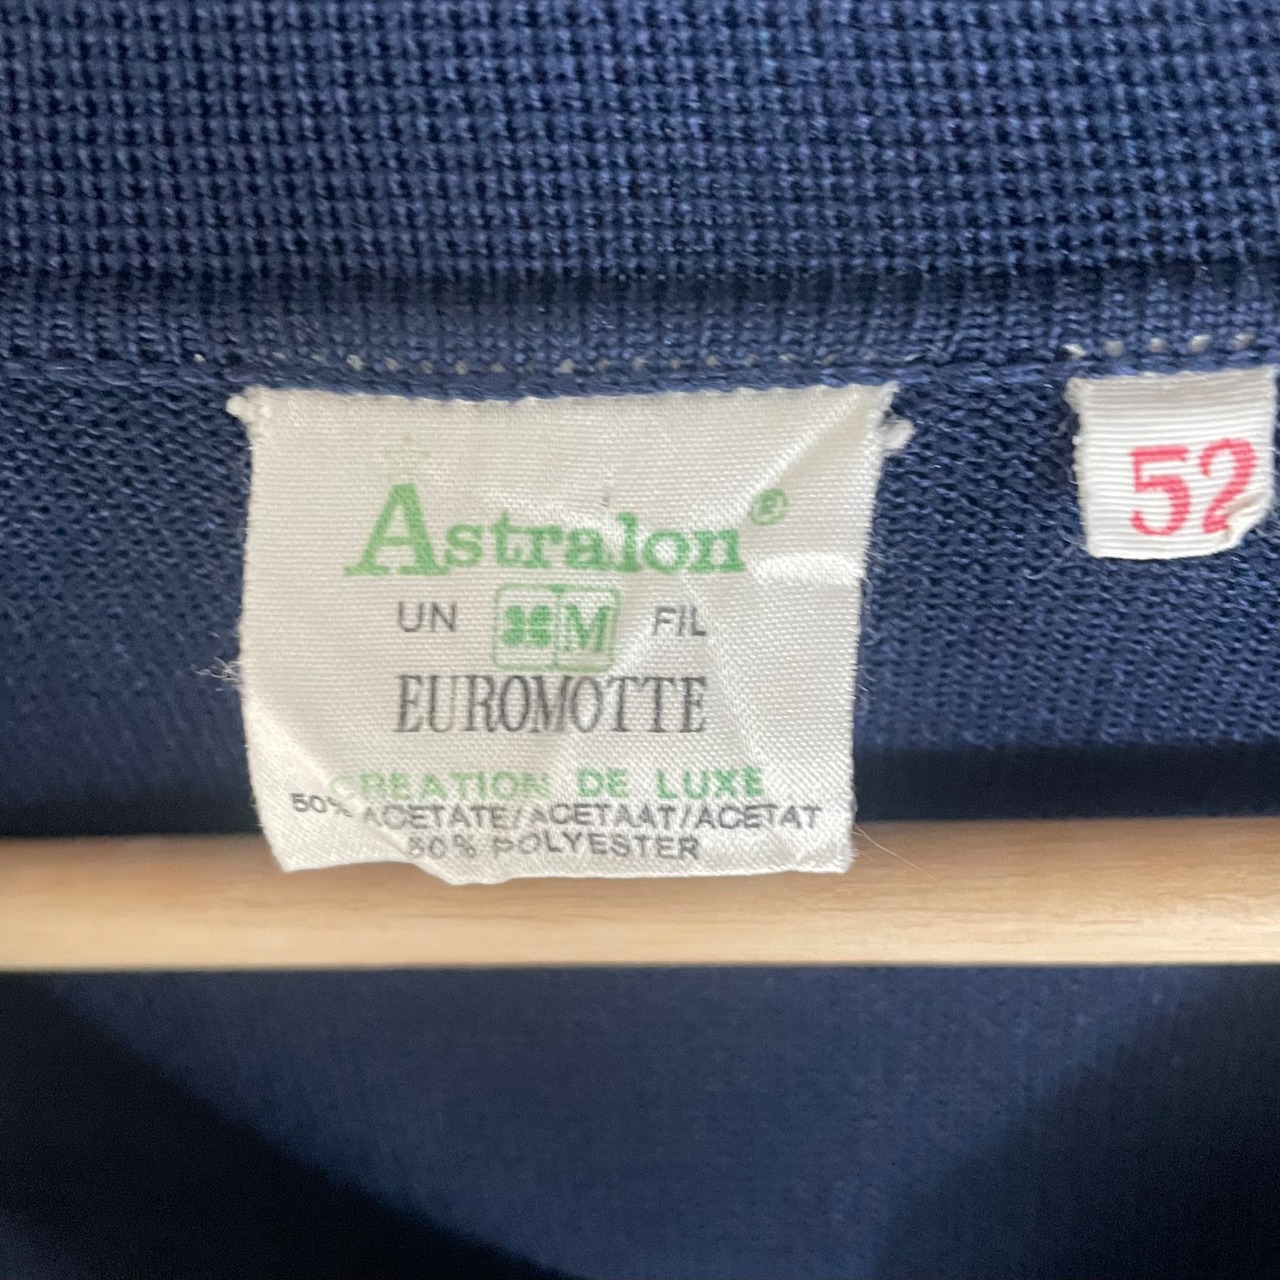 Astralon®
UN M FIL
EUROMOTTE
CREATION DE LUXE
50% ACETATE/ACETAAT/ACETAT
50% POLYESTER
52